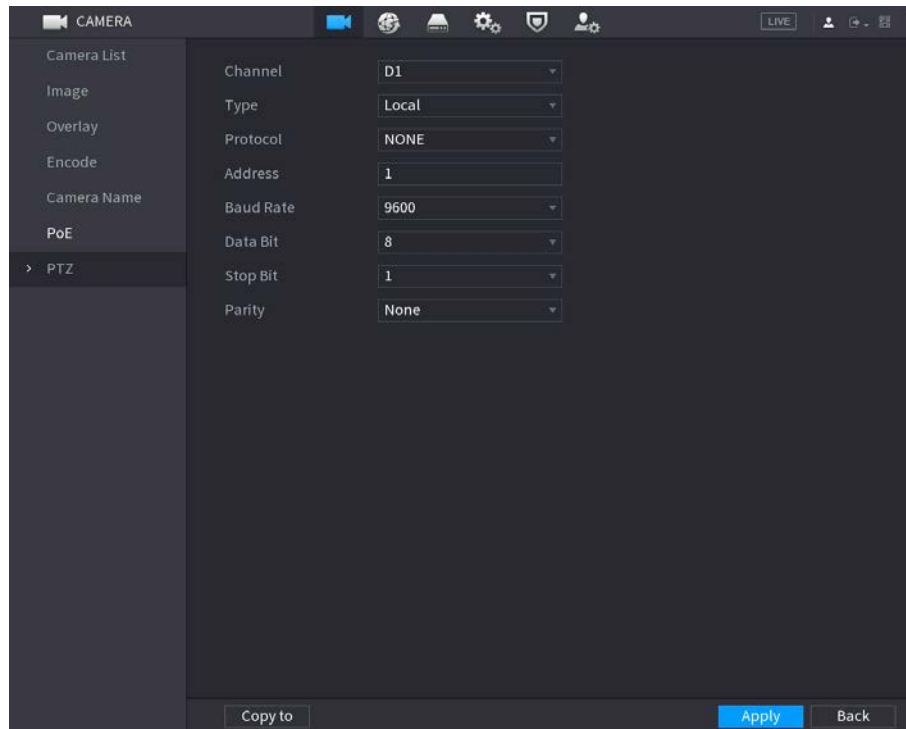 CAMERA
LIVE
Camera List
Image
Overlay
Encode
Camera Name
PoE
> PTZ
Channel D1
Type Local
Protocol NONE
Address 1
Baud Rate 9600
Data Bit 8
Stop Bit 1
Parity None
Copy to
Apply
Back